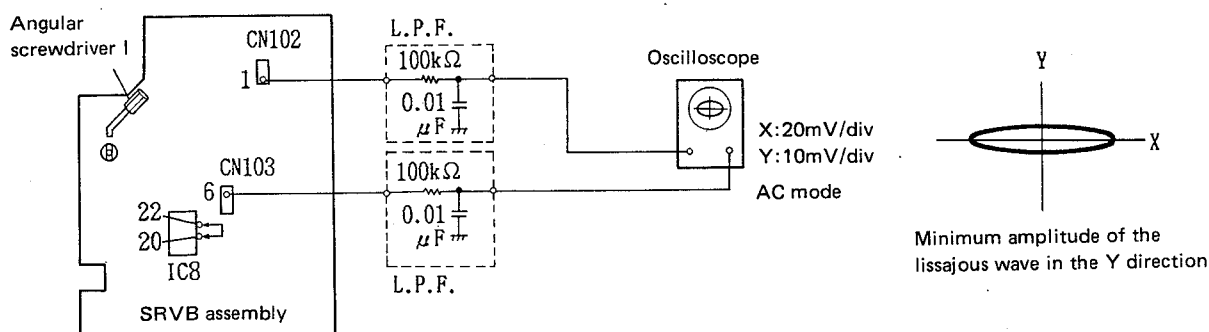 Angular
screwdriver I
CN102
1
CN103
6
22
20
IC8
SRVB assembly
L.P.F.
100kΩ
0.01
μF
100kΩ
0.01
μF
L.P.F.
Oscilloscope
X:20mV/div
Y:10mV/div
AC mode
Y
X
Minimum amplitude of the
lissajous wave in the Y direction